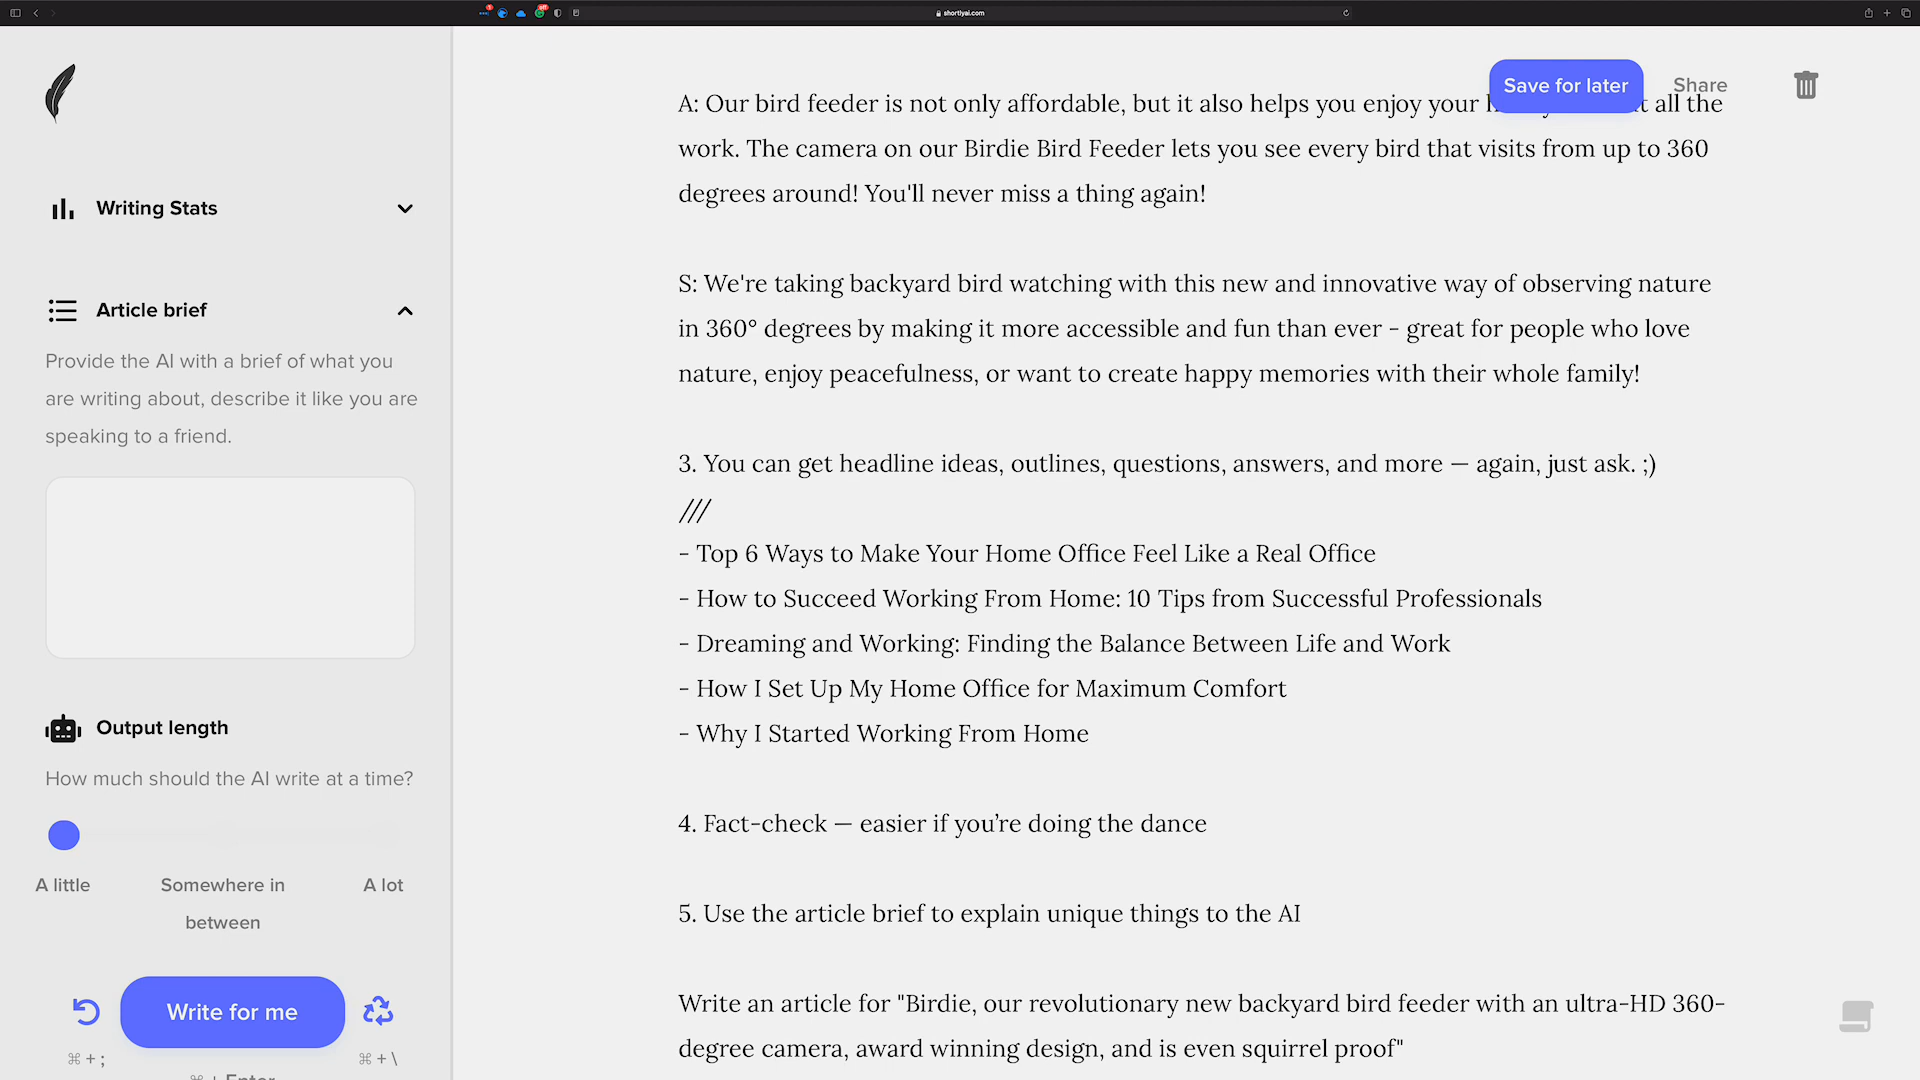 shortlyai.com
Save for later
Share
Writing Stats
Article brief
Provide the AI with a brief of what you
are writing about, describe it like you are
speaking to a friend.
Output length
How much should the AI write at a time?
A little
Somewhere in
between
A lot
Write for me
⌘ + ;
⌘ + \
⌘ + Enter
A: Our bird feeder is not only affordable, but it also helps you enjoy your all the
work. The camera on our Birdie Bird Feeder lets you see every bird that visits from up to 360
degrees around! You'll never miss a thing again!
S: We're taking backyard bird watching with this new and innovative way of observing nature
in 360° degrees by making it more accessible and fun than ever - great for people who love
nature, enjoy peacefulness, or want to create happy memories with their whole family!
3. You can get headline ideas, outlines, questions, answers, and more — again, just ask. ;)
///
- Top 6 Ways to Make Your Home Office Feel Like a Real Office
- How to Succeed Working From Home: 10 Tips from Successful Professionals
- Dreaming and Working: Finding the Balance Between Life and Work
- How I Set Up My Home Office for Maximum Comfort
- Why I Started Working From Home
4. Fact-check — easier if you’re doing the dance
5. Use the article brief to explain unique things to the AI
Write an article for "Birdie, our revolutionary new backyard bird feeder with an ultra-HD 360-
degree camera, award winning design, and is even squirrel proof"